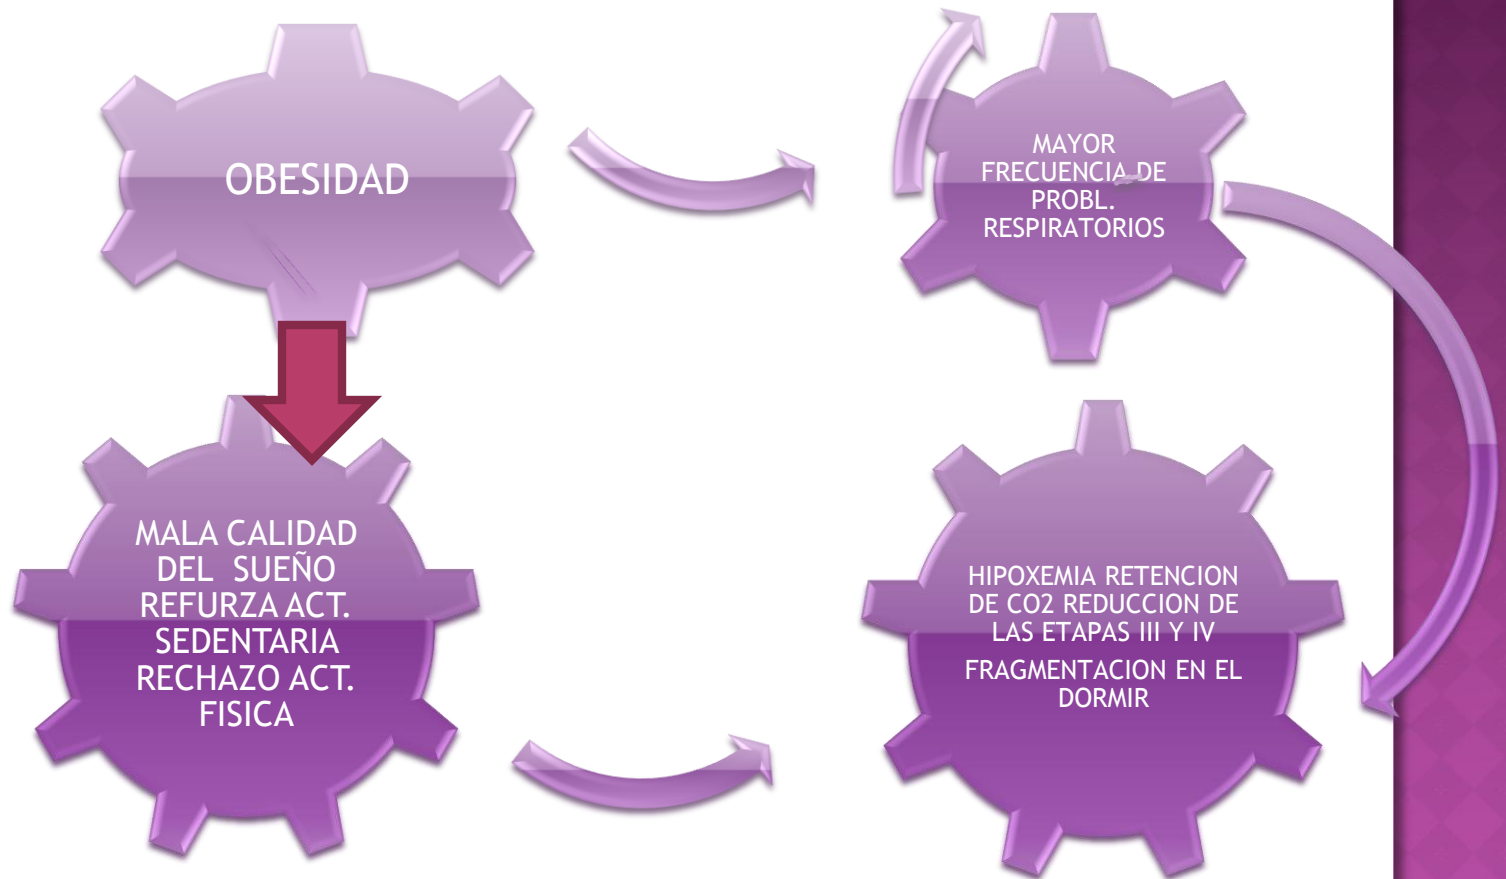 OBESIDAD
MAYOR
FRECUENCIA DE
PROBL.
RESPIRATORIOS
MALA CALIDAD
DEL SUEÑO
REFURZA ACT.
SEDENTARIA
RECHAZO ACT.
FISICA
HIPOXEMIA RETENCION
DE CO2 REDUCCION DE
LAS ETAPAS III Y IV
FRAGMENTACION EN EL
DORMIR